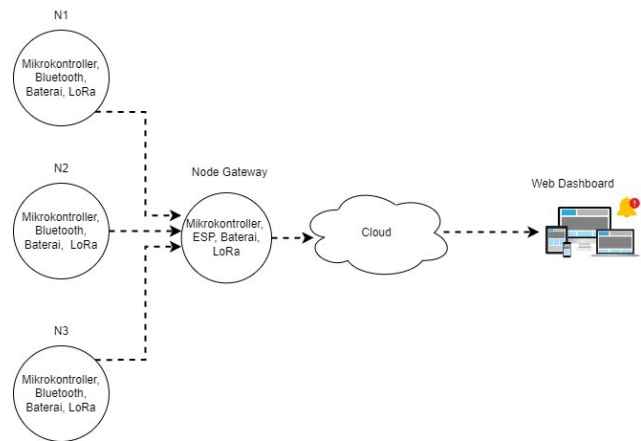 N1
Mikrokontroller,
Bluetooth,
Baterai, LoRa
N2
Mikrokontroller,
Bluetooth,
Baterai, LoRa
N3
Mikrokontroller,
Bluetooth,
Baterai, LoRa
Node Gateway
Mikrokontroller,
ESP, Baterai,
LoRa
Cloud
Web Dashboard